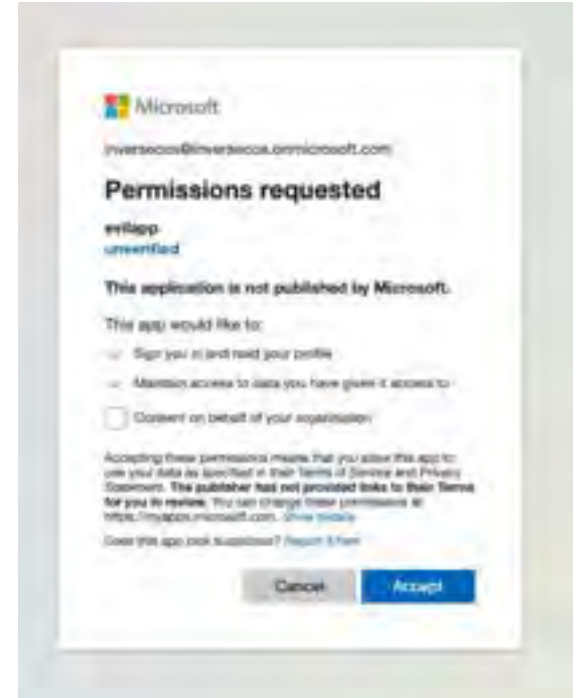 Microsoft
inversecos@inversecos.onmicrosoft.com
Permissions requested
evilapp
unverified
This application is not published by Microsoft.
This app would like to:
Sign you in and read your profile
Maintain access to data you have given it access to
Consent on behalf of your organisation
Accepting these permissions means that you allow this app to
use your data as specified in their Terms of Service and Privacy
Statement. The publisher has not provided links to their Terms
for you to review. You can change these permissions at
https://myapps.microsoft.com. Show details
Does this app look suspicious? Report it here
Cancel
Accept